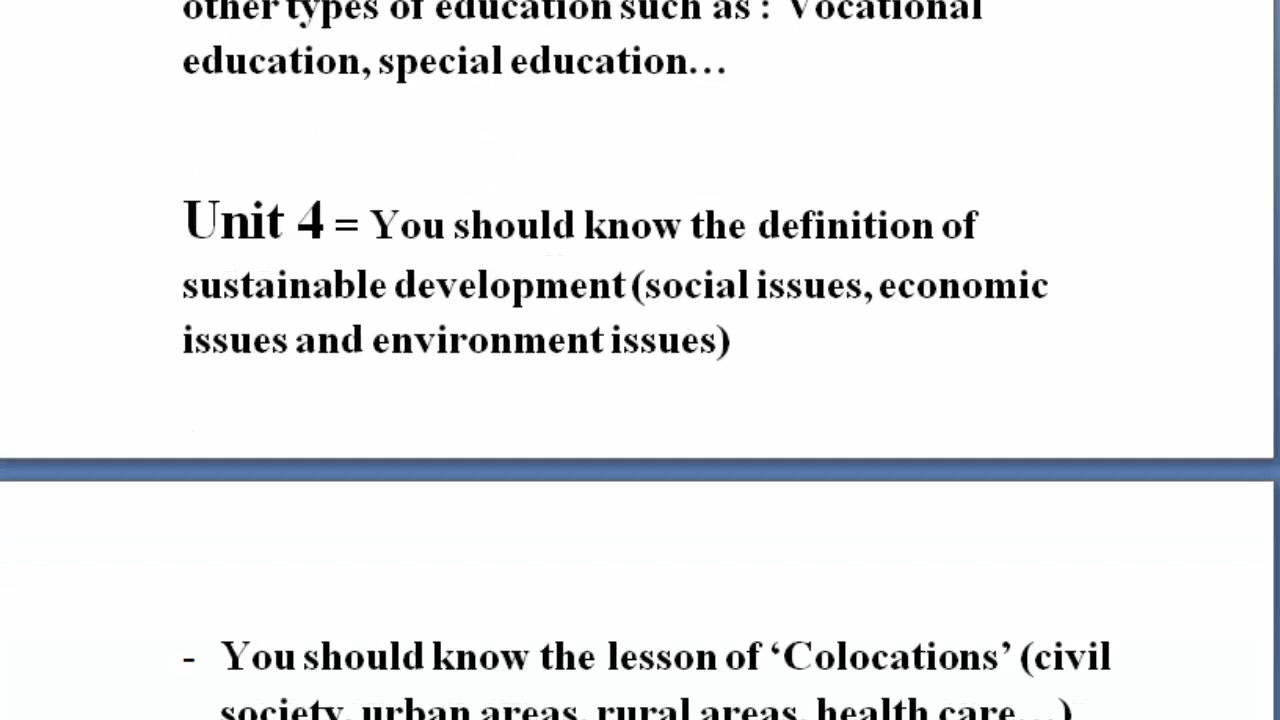 other types of education such as : Vocational
education, special education…
Unit 4 = You should know the definition of
sustainable development (social issues, economic
issues and environment issues)
- You should know the lesson of ‘Colocations’ (civil
society, urban areas, rural areas, health care…)